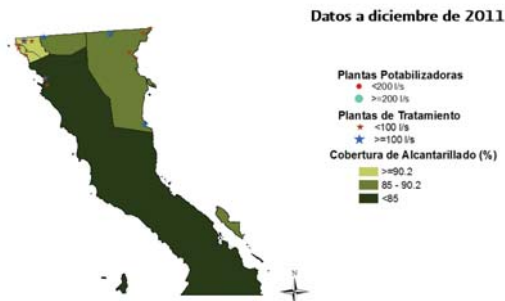 Datos a diciembre de 2011
Plantas Potabilizadoras
<200 l/s
>=200 l/s
Plantas de Tratamiento
<100 l/s
>=100 l/s
Cobertura de Alcantarillado (%)
>=90.2
85 - 90.2
<85
N